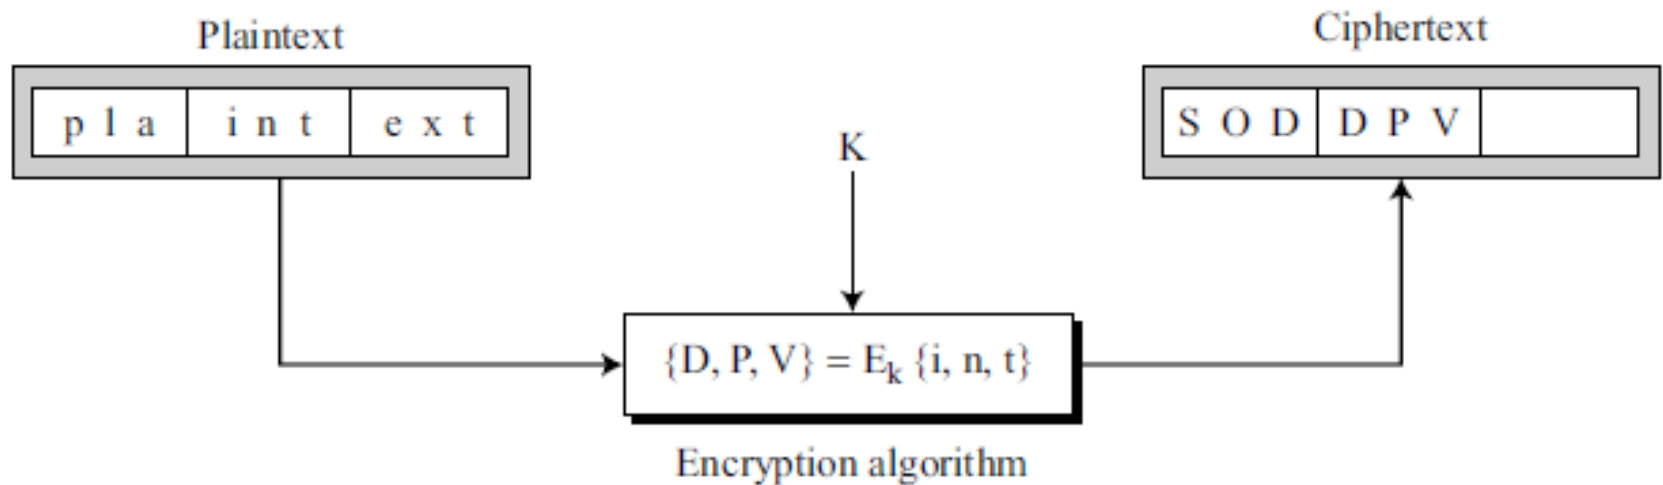 Plaintext
Ciphertext
p l a i n t e x t
S O D D P V
K
{D, P, V} = Ek {i, n, t}
Encryption algorithm